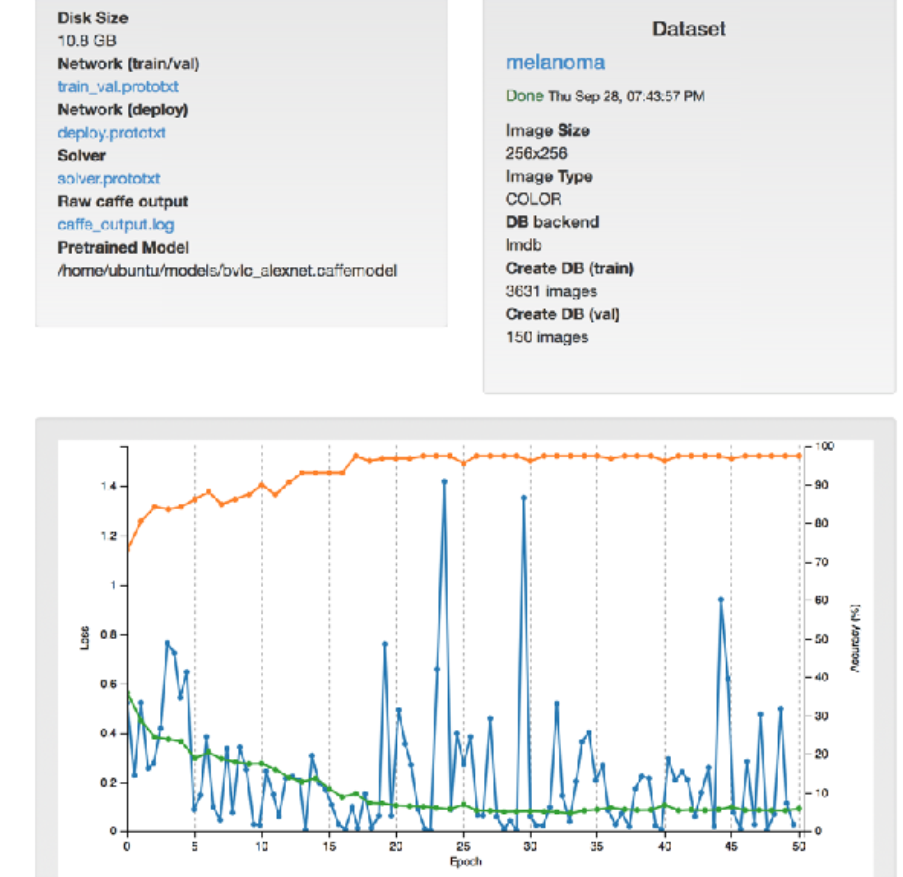 Disk Size
10.8 GB
Network (train/val)
train_val.prototxt
Network (deploy)
deploy.prototxt
Solver
solver.prototxt
Raw caffe output
caffe_output.log
Pretrained Model
/home/ubuntu/models/bvlc_alexnet.caffemodel
Dataset
melanoma
Done Thu Sep 28, 07:43:57 PM
Image Size
256x256
Image Type
COLOR
DB backend
lmdb
Create DB (train)
3631 images
Create DB (val)
150 images
1.4
1.2
1
0.8
0.6
0.4
0.2
0
Loss
100
90
80
70
60
50
40
30
20
10
0
Accuracy (%)
0 5 10 15 20 25 30 35 40 45 50
Epoch